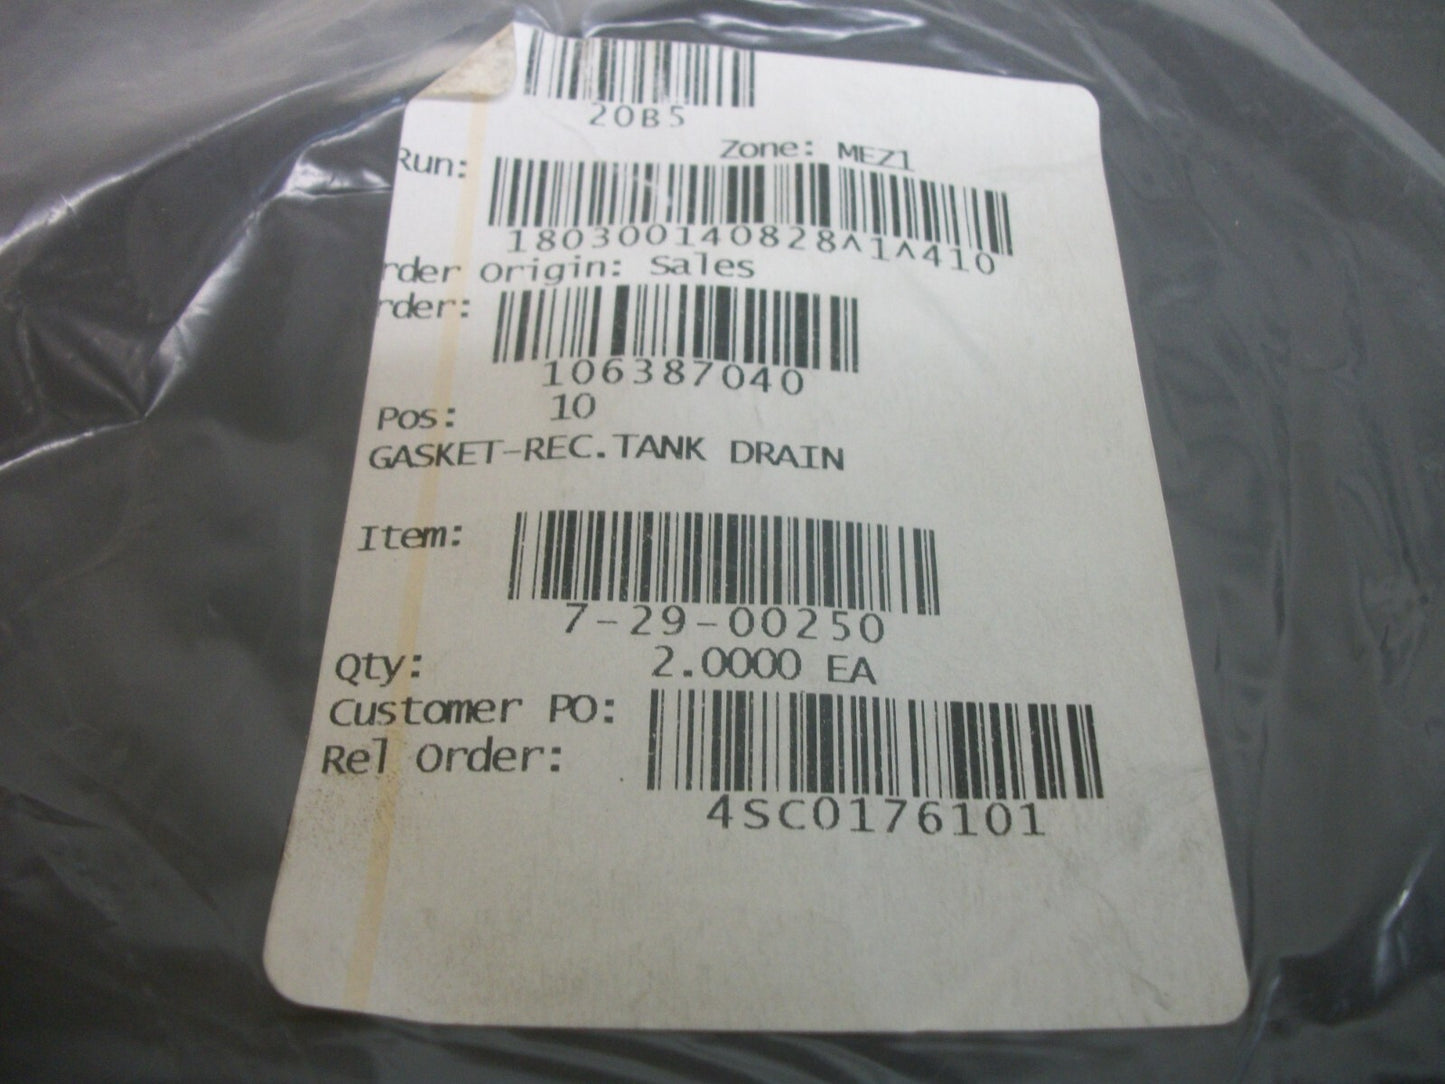 20B5
Zone: MEZ1
Run:
180300140828^1^410
rder Origin: Sales
rder:
106387040
Pos: 10
GASKET-REC.TANK DRAIN
Item:
7-29-00250
Qty: 2.0000 EA
Customer PO:
Rel Order:
4SC0176101